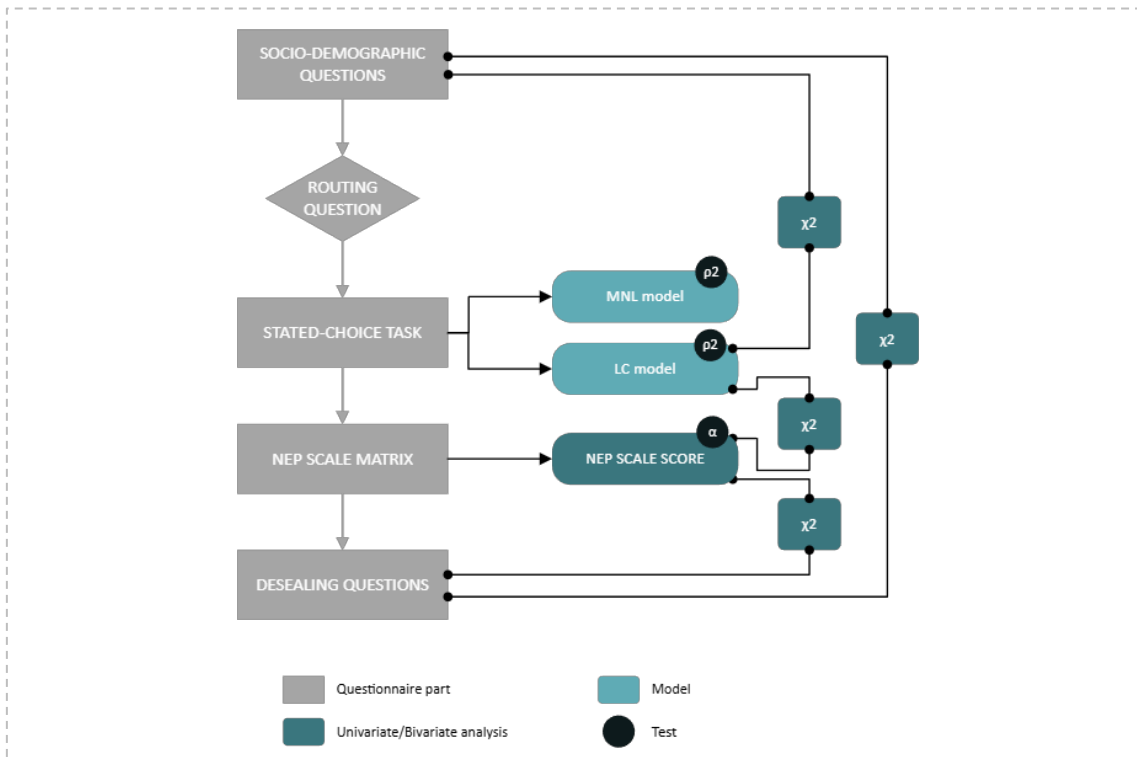 SOCIO-DEMOGRAPHIC
QUESTIONS
ROUTING
QUESTION
χ2
ρ2
MNL model
STATED-CHOICE TASK
χ2
ρ2
LC model
χ2
α
NEP SCALE MATRIX
NEP SCALE SCORE
χ2
DESEALING QUESTIONS
Questionnaire part
Model
Univariate/Bivariate analysis
Test